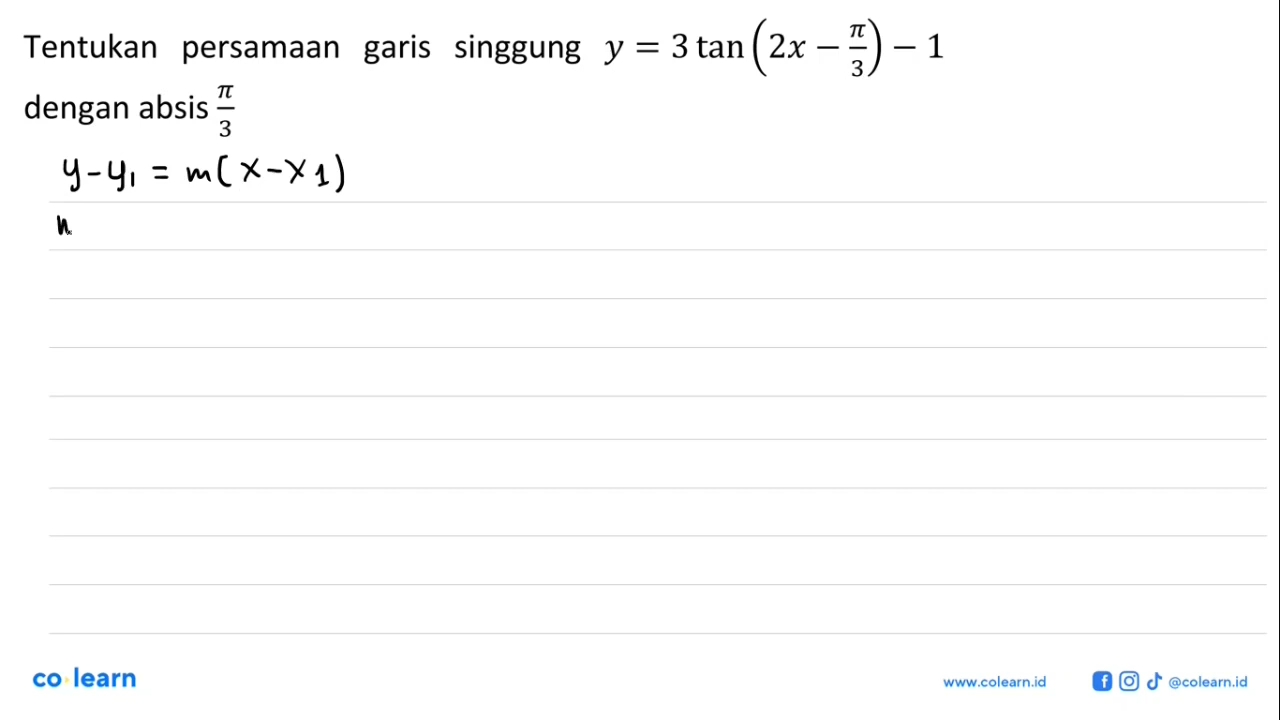 Tentukan persamaan garis singgung y = 3 tan(2x − π/3) − 1
dengan absis π/3
y - y₁ = m(x - x1)
co learn
www.colearn.id @colearn.id